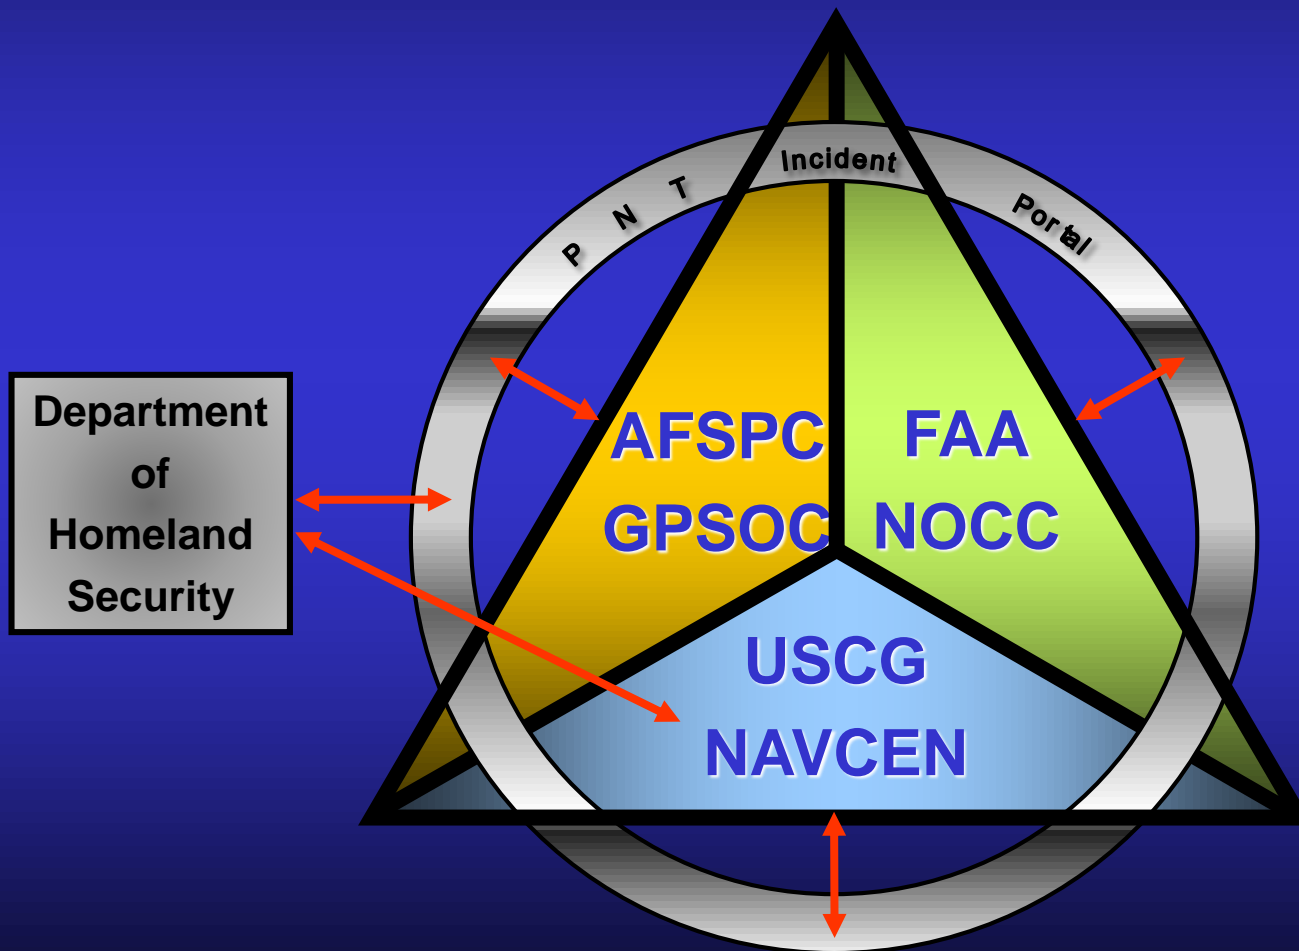 P N T Incident Portal
Department
of
Homeland
Security
AFSPC
GPSOC
FAA
NOCC
USCG
NAVCEN